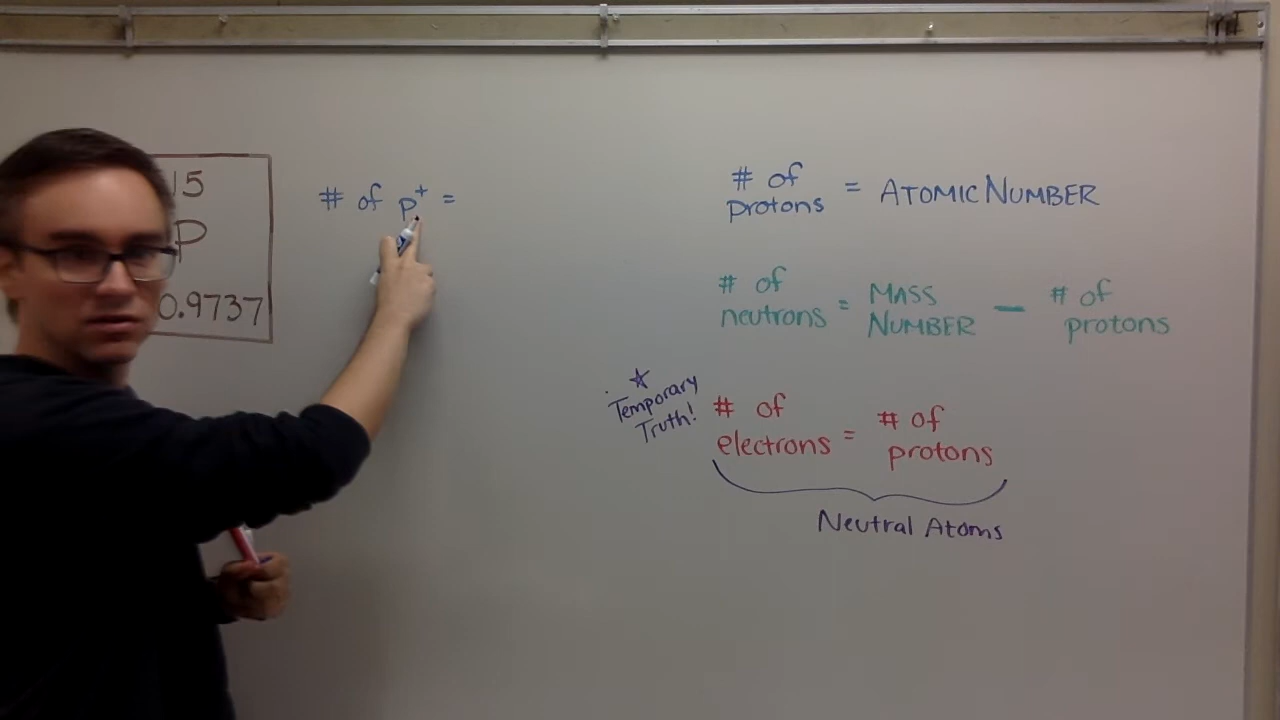 15
P
0.9737
# of p⁺ =
# of
protons = ATOMIC NUMBER
# of
neutrons = MASS
NUMBER — # of
protons
☆
Temporary
Truth!
# of
electrons = # of
protons
Neutral Atoms